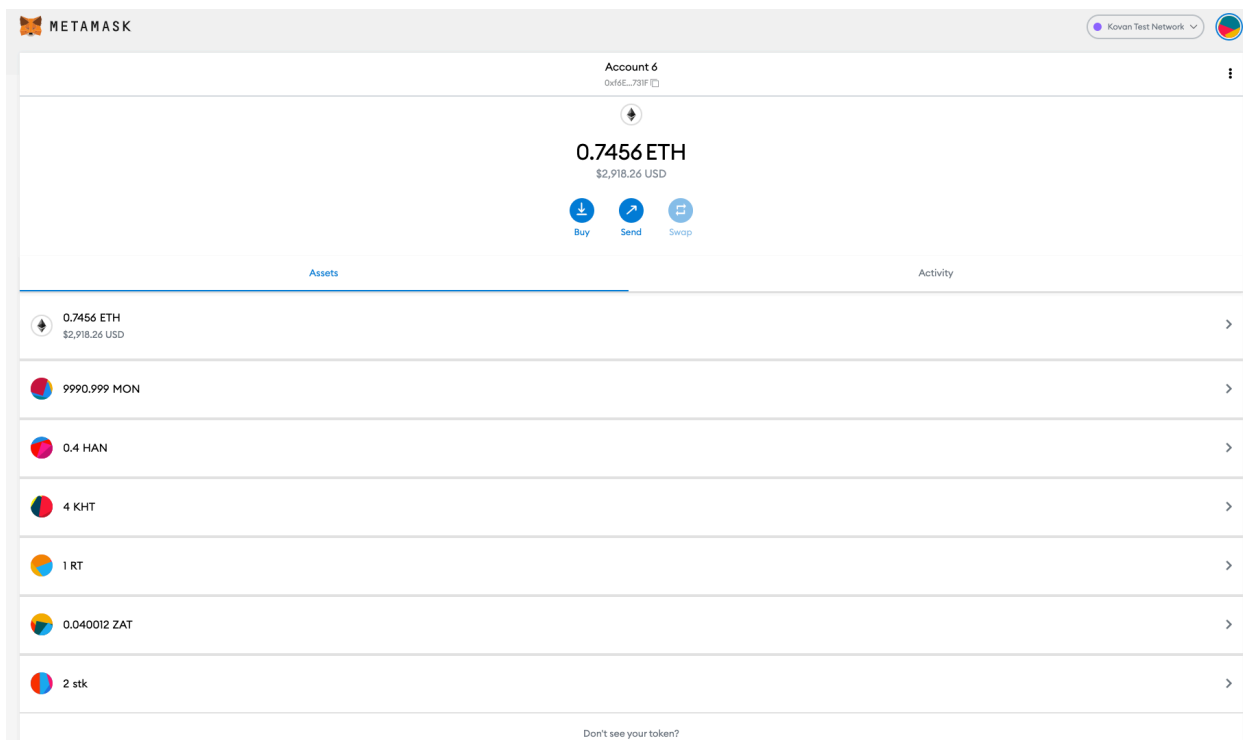 METAMASK
Kovan Test Network
Account 6
0xf6E...731F
0.7456 ETH
$2,918.26 USD
Buy Send Swap
Assets Activity
0.7456 ETH
$2,918.26 USD
9990.999 MON
0.4 HAN
4 KHT
1 RT
0.040012 ZAT
2 stk
Don't see your token?